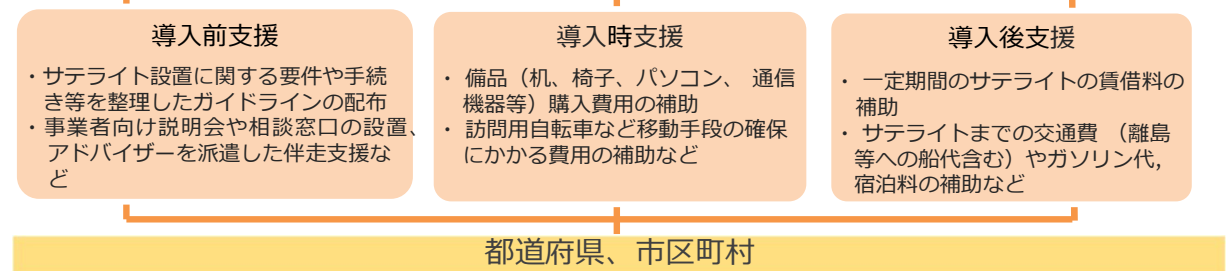 導入前支援
・サテライト設置に関する要件や手続
き等を整理したガイドラインの配布
・事業者向け説明会や相談窓口の設置、
アドバイザーを派遣した伴走支援な
ど
導入時支援
・ 備品（机、椅子、パソコン、 通信
機器等）購入費用の補助
・ 訪問用自転車など移動手段の確保
にかかる費用の補助など
導入後支援
・ 一定期間のサテライトの賃借料の
補助
・ サテライトまでの交通費 （離島
等への船代含む）やガソリン代,
宿泊料の補助など
都道府県、市区町村